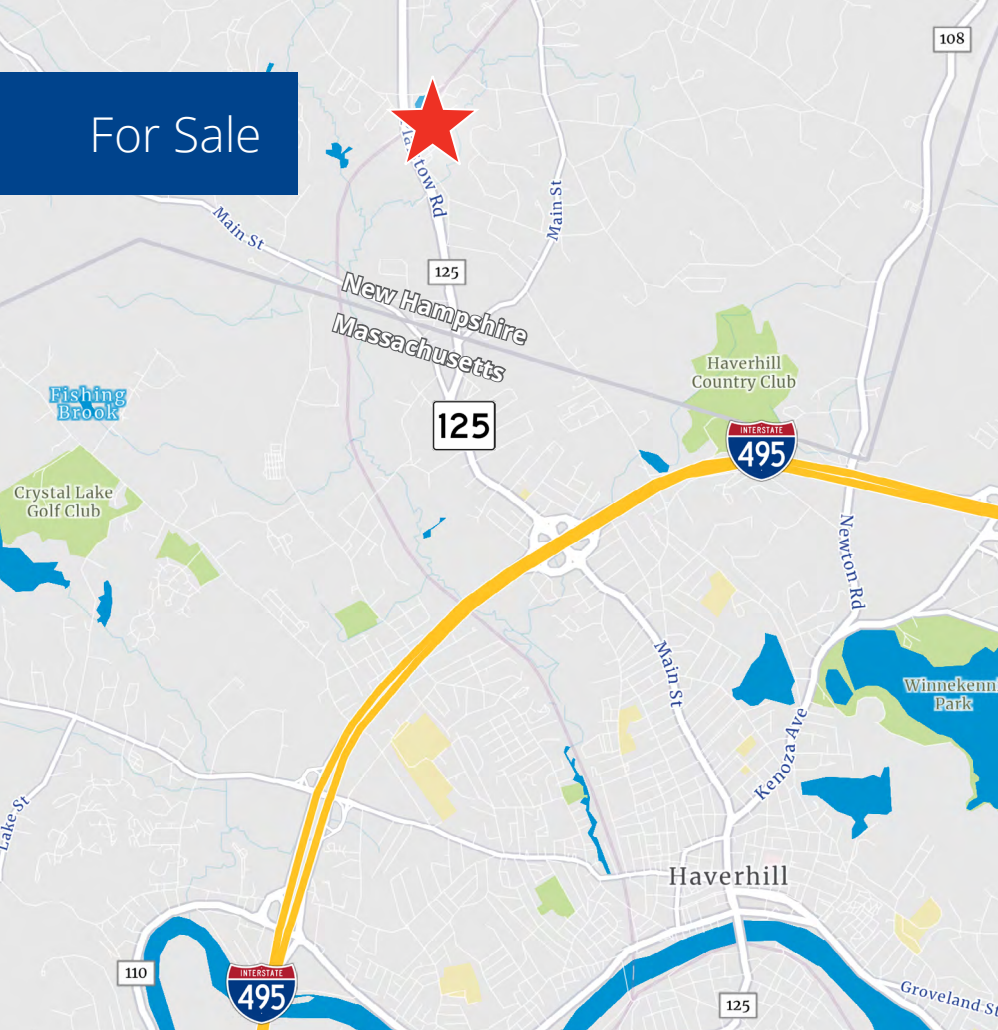 108
For Sale
Main St
Main St
125
New Hampshire
Massachusetts
Haverhill
Country Club
Fishing
Brook
125
INTERSTATE
495
Crystal Lake
Golf Club
Newton Rd
Main St
Park
Kenoza Ave
Lake St
Haverhill
110
INTERSTATE
495
Groveland St
125